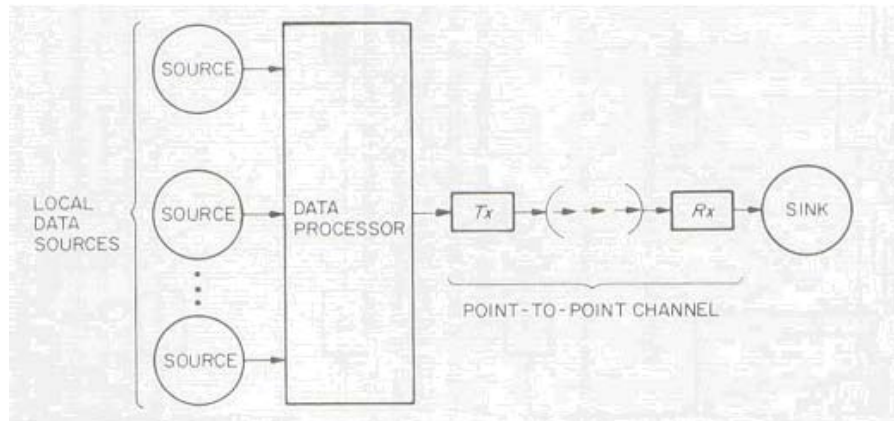 SOURCE
LOCAL
DATA
SOURCES
SOURCE
SOURCE
DATA
PROCESSOR
Tx
Rx
SINK
POINT-TO-POINT CHANNEL